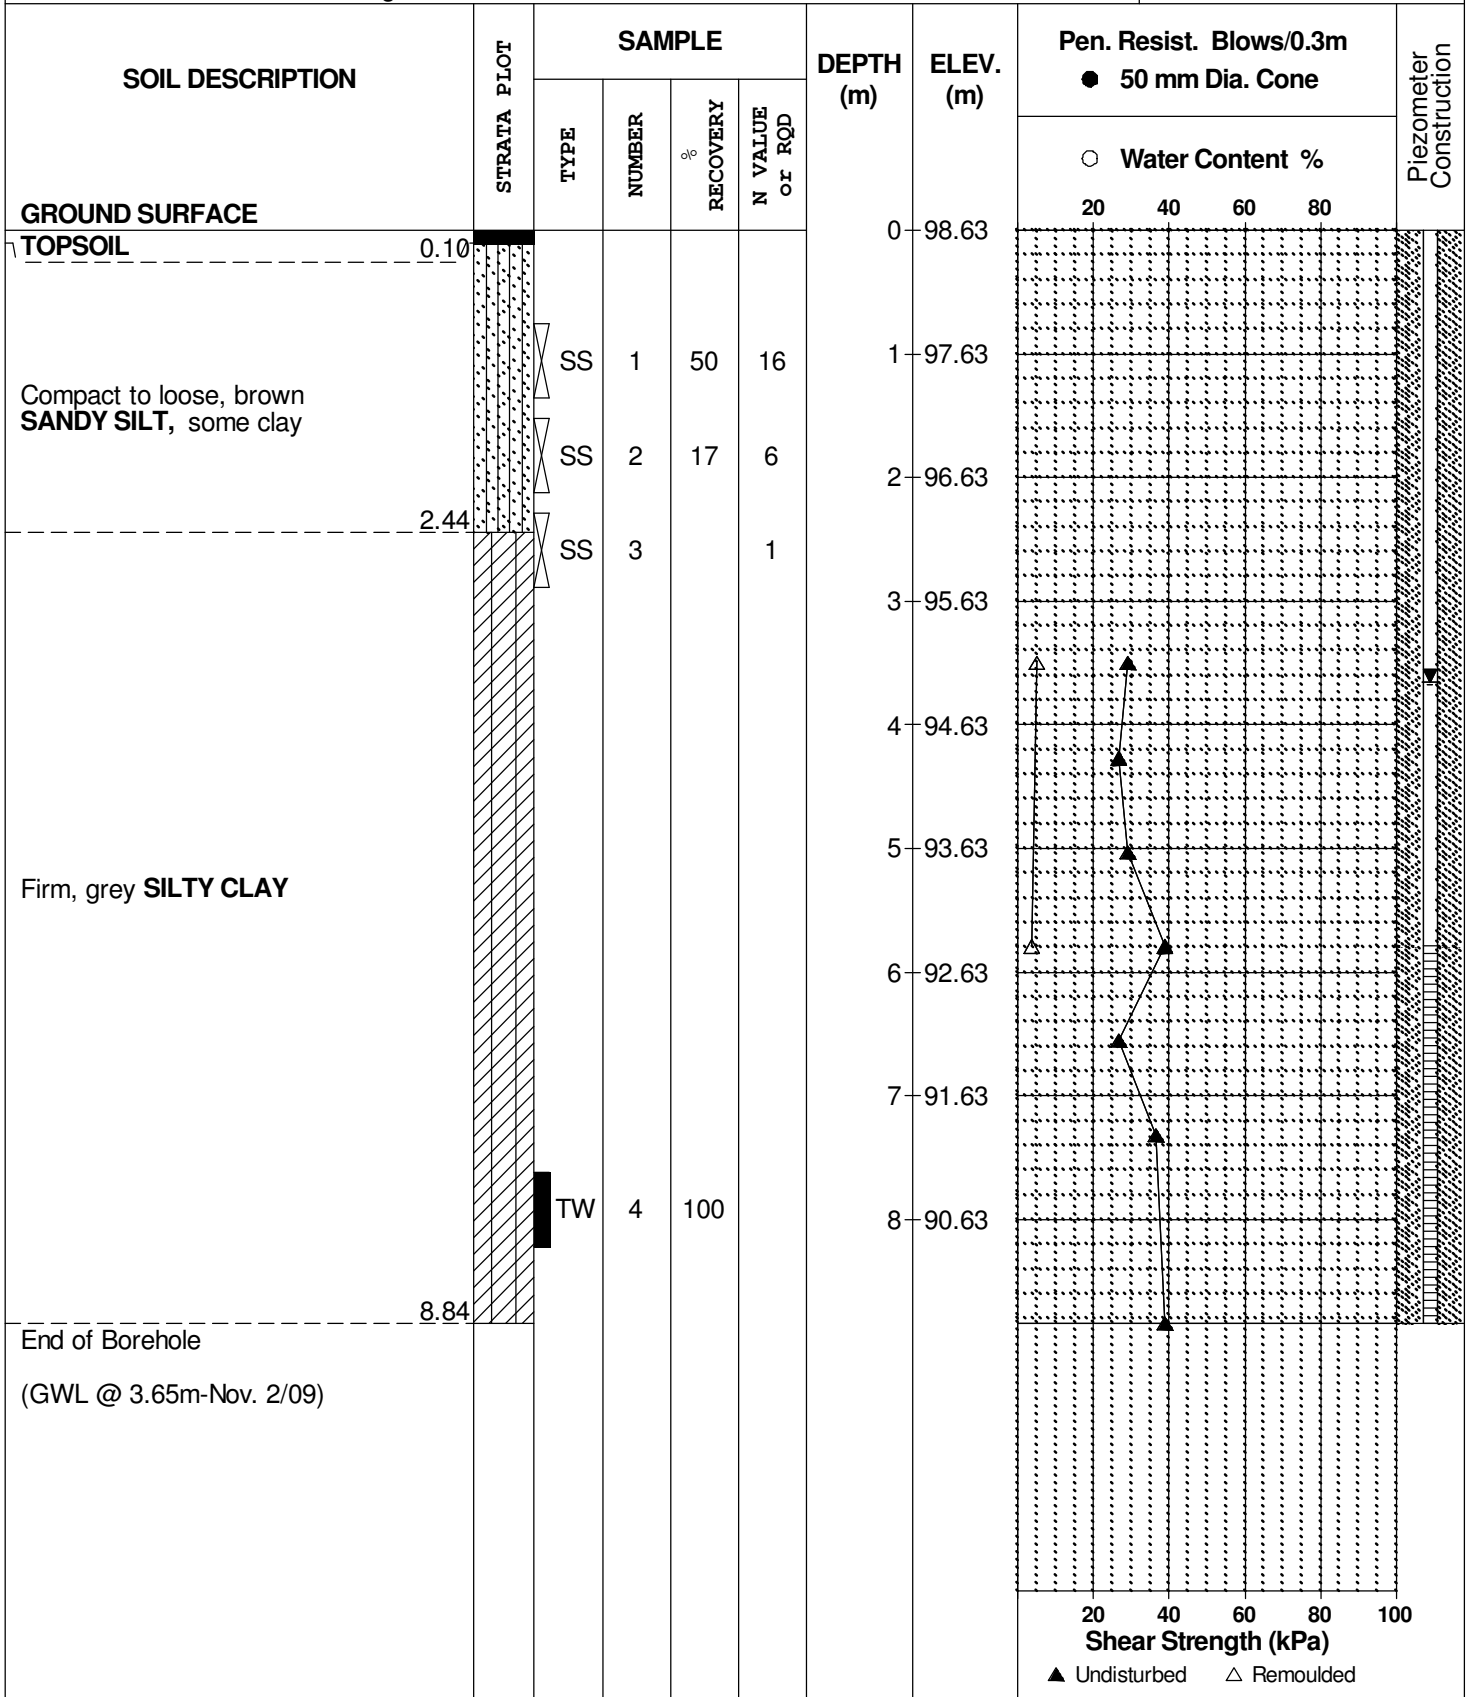 SOIL DESCRIPTION
GROUND SURFACE
STRATA PLOT
SAMPLE
TYPE
NUMBER
%
RECOVERY
N VALUE
or RQD
DEPTH
(m)
ELEV.
(m)
Pen. Resist. Blows/0.3m
● 50 mm Dia. Cone
○ Water Content %
20 40 60 80
Piezometer
Construction
TOPSOIL 0.10
0 98.63
SS 1 50 16
1 97.63
Compact to loose, brown
SANDY SILT, some clay
SS 2 17 6
2 96.63
2.44
SS 3 1
3 95.63
4 94.63
5 93.63
Firm, grey SILTY CLAY
6 92.63
7 91.63
TW 4 100
8 90.63
8.84
End of Borehole
(GWL @ 3.65m-Nov. 2/09)
20 40 60 80 100
Shear Strength (kPa)
▲ Undisturbed △ Remoulded